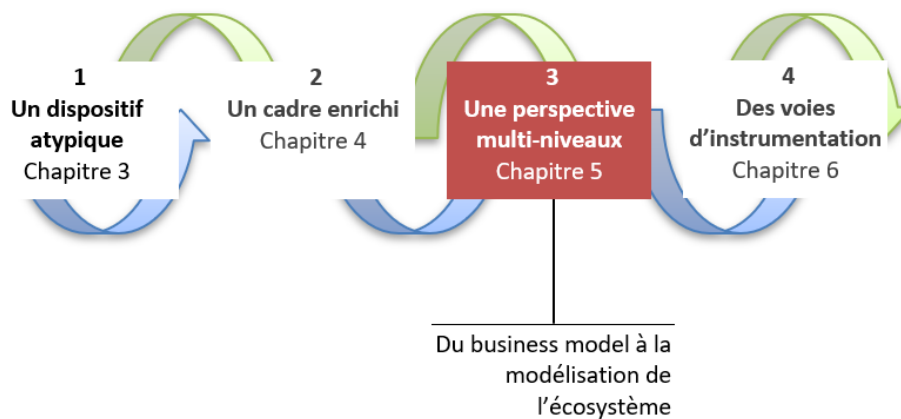 1
Un dispositif
atypique
Chapitre 3
2
Un cadre enrichi
Chapitre 4
3
Une perspective
multi-niveaux
Chapitre 5
4
Des voies
d'instrumentation
Chapitre 6
Du business model à la
modélisation de
l'écosystème